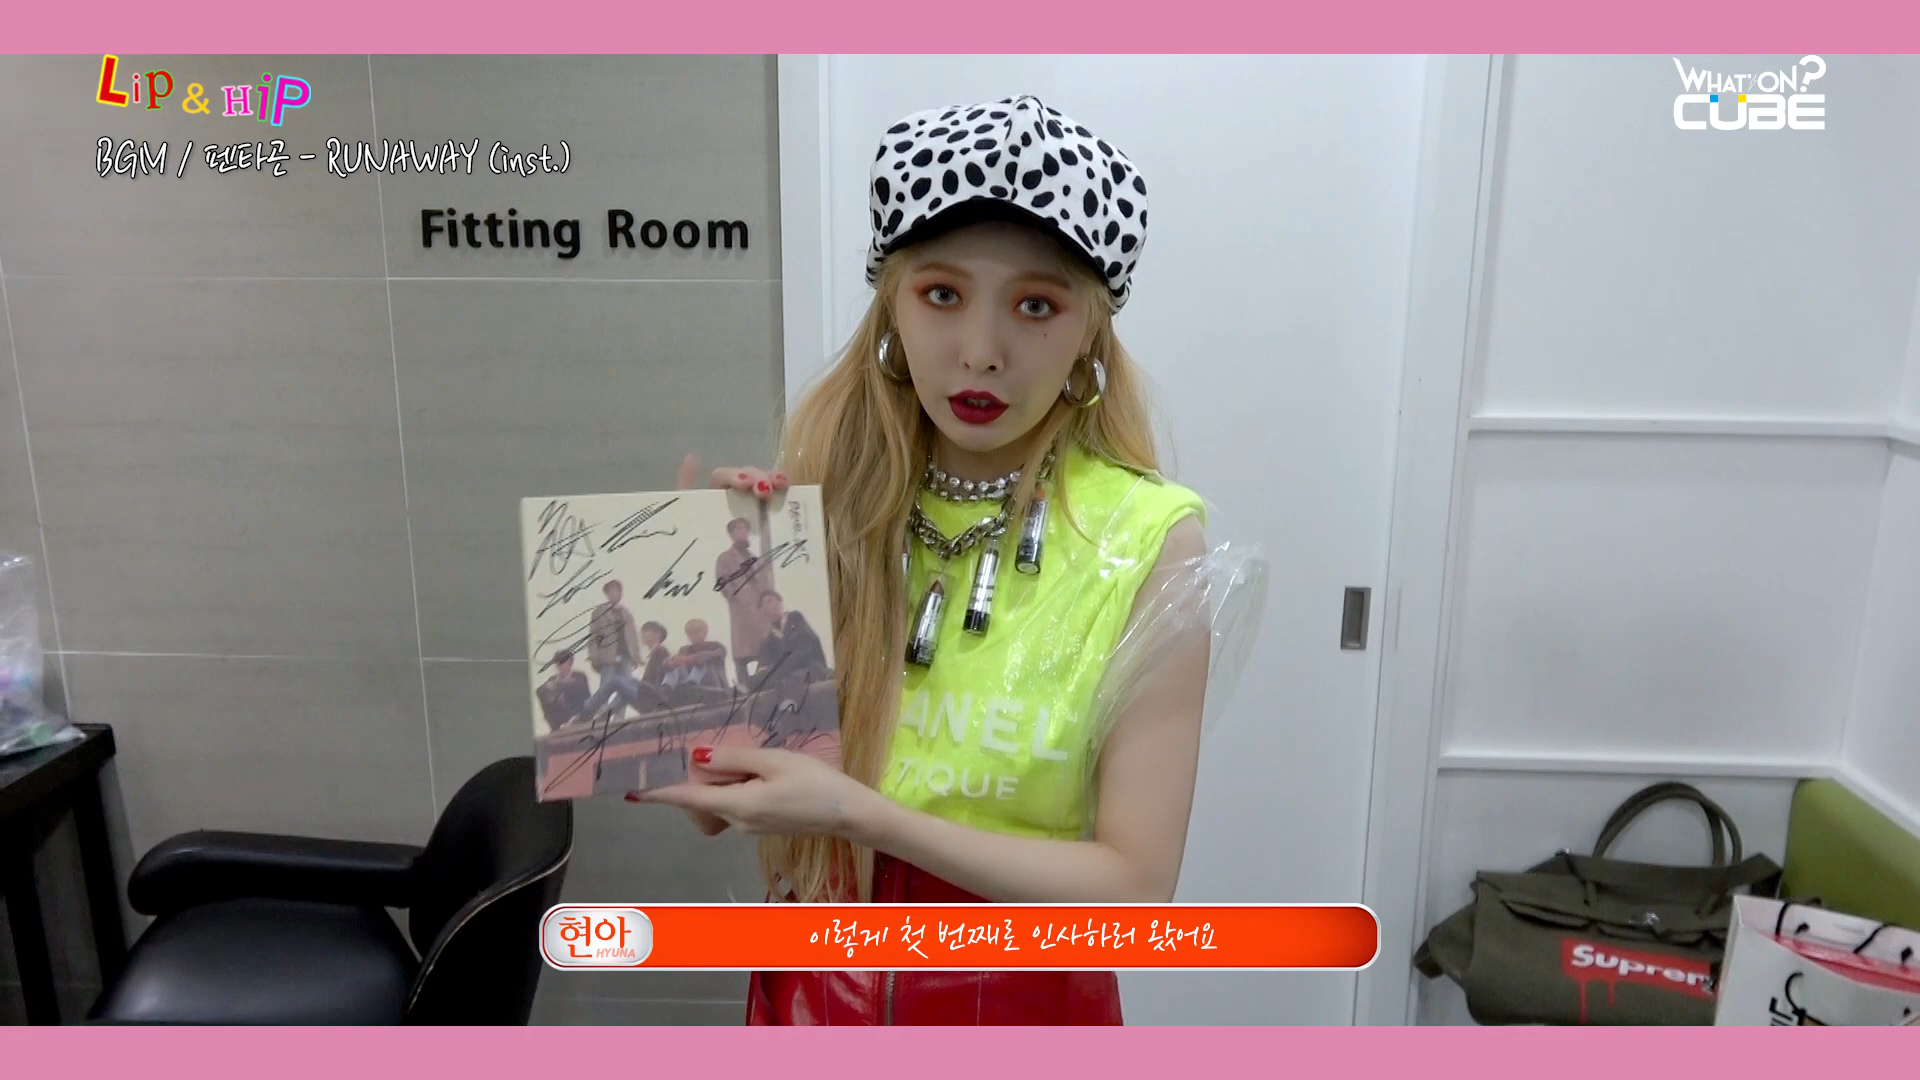 Lip & HiP
WHAT'S ON?
CUBE
BGM / 펜타곤 - RUNAWAY (inst.)
Fitting Room
ANEL
TIQUE
현아
HYUNA
이렇게 첫 번째로 인사하러 왔어요
Suprem